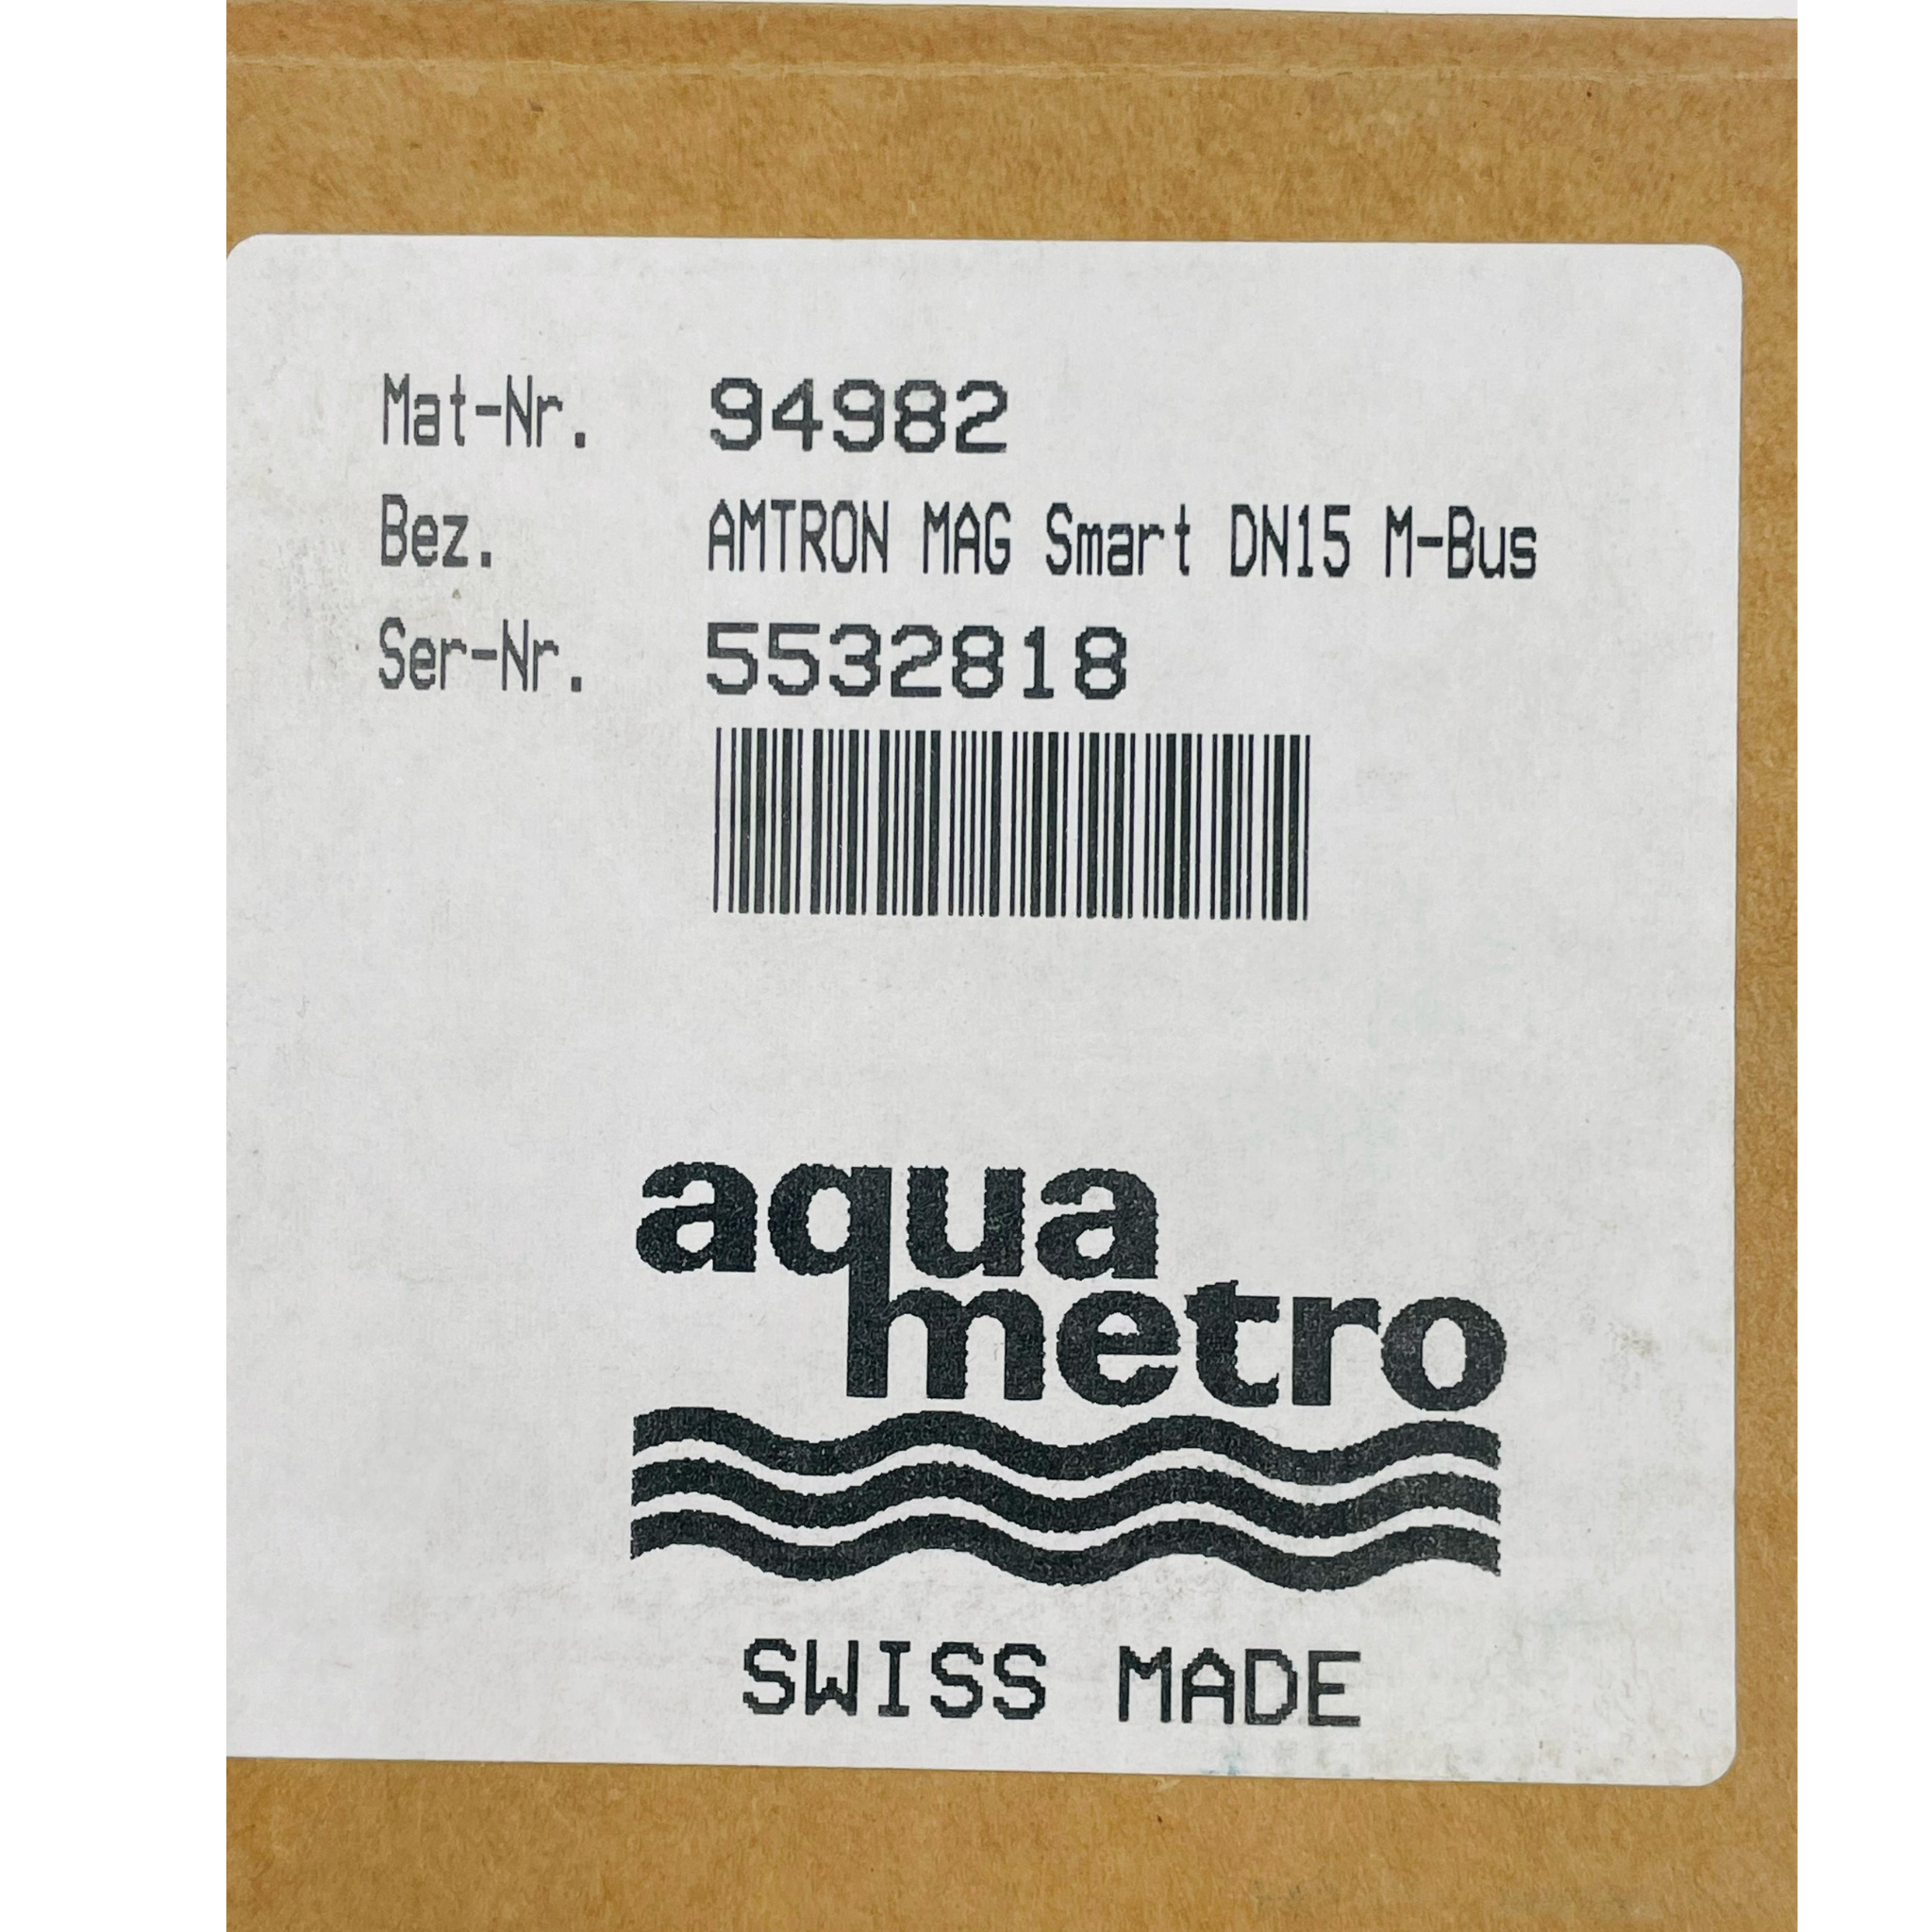 Mat-Nr. 94982
Bez. AMTRON MAG Smart DN15 M-Bus
Ser-Nr. 5532818
aqua
metro
SWISS MADE